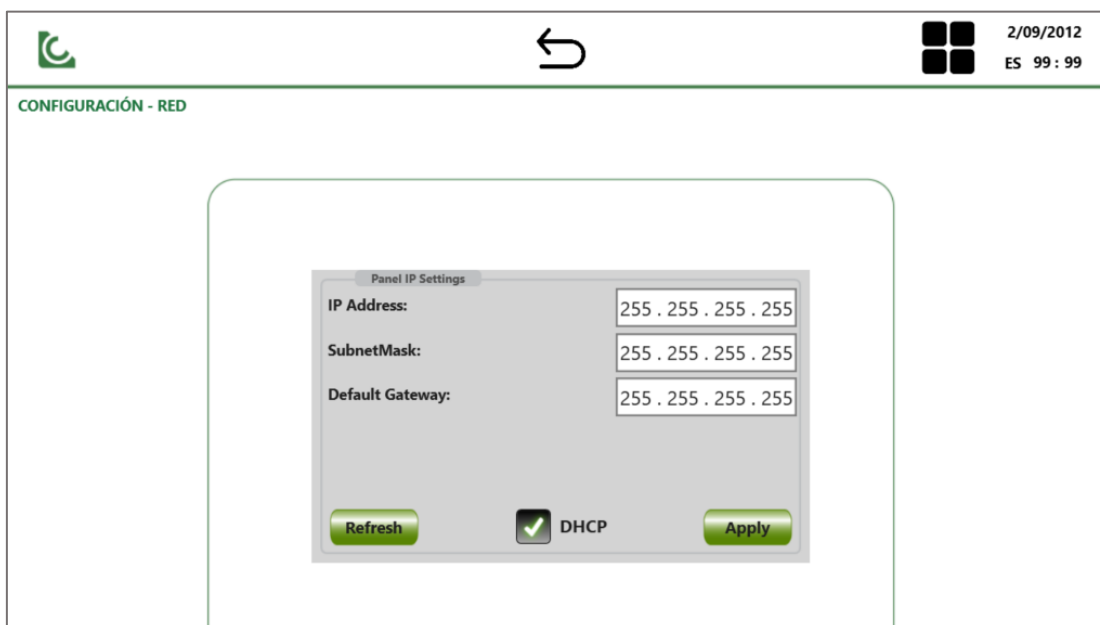 2/09/2012
ES 99 : 99
CONFIGURACIÓN - RED
Panel IP Settings
IP Address: 255 . 255 . 255 . 255
SubnetMask: 255 . 255 . 255 . 255
Default Gateway: 255 . 255 . 255 . 255
Refresh DHCP Apply